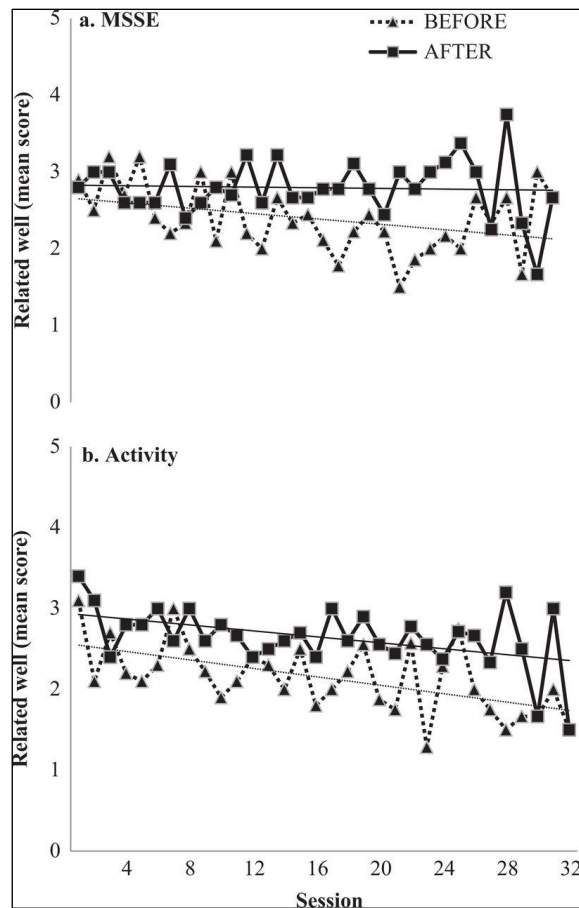 a. MSSE
BEFORE
AFTER
5
4
3
2
1
0
Related well (mean score)
b. Activity
5
4
3
2
1
0
Related well (mean score)
4 8 12 16 20 24 28 32
Session